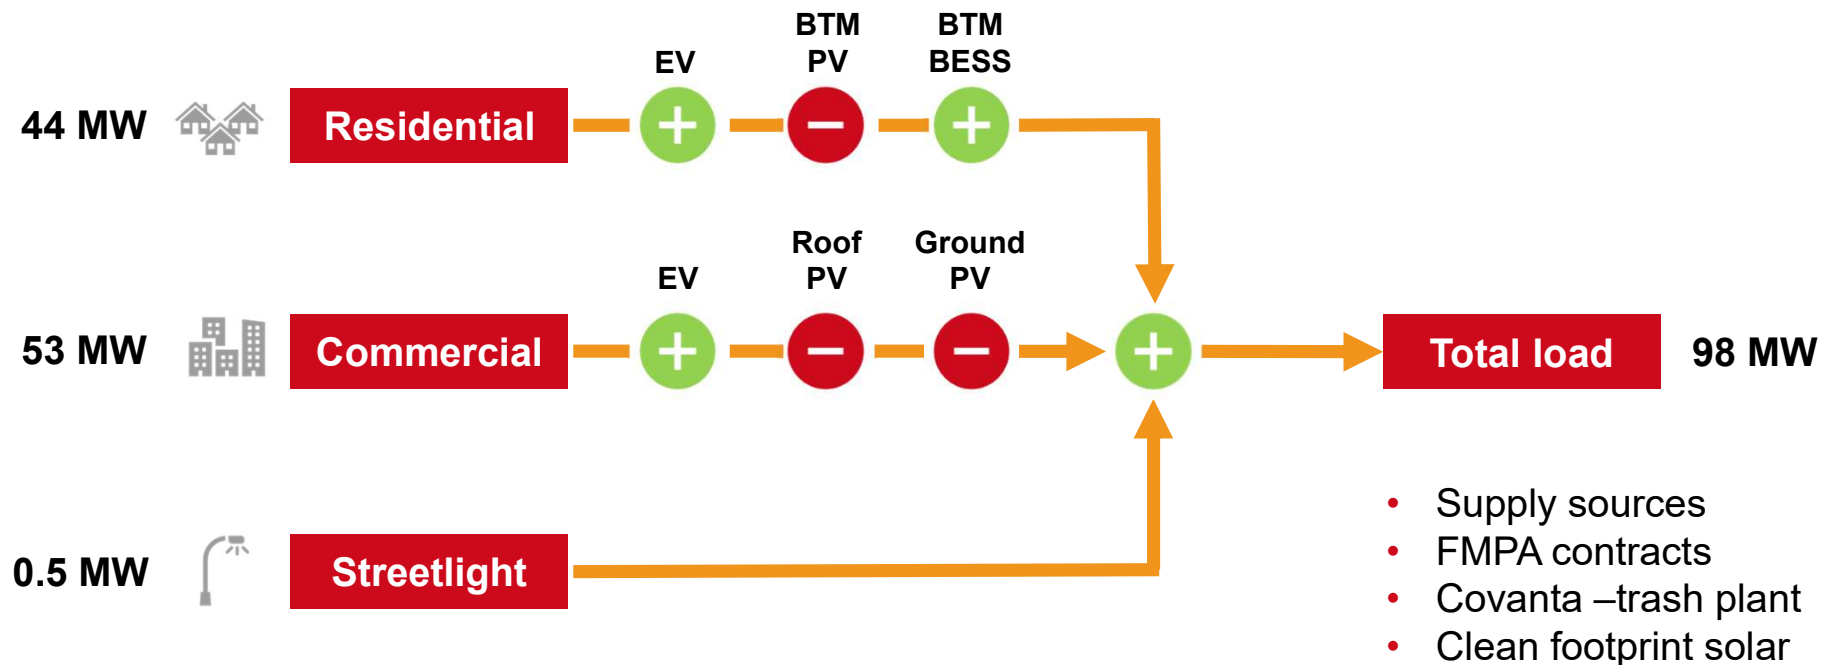 BTM
PV
BTM
BESS
EV
44 MW
Residential
Roof
PV
Ground
PV
EV
53 MW
Commercial
Total load
98 MW
0.5 MW
Streetlight
• Supply sources
• FMPA contracts
• Covanta –trash plant
• Clean footprint solar